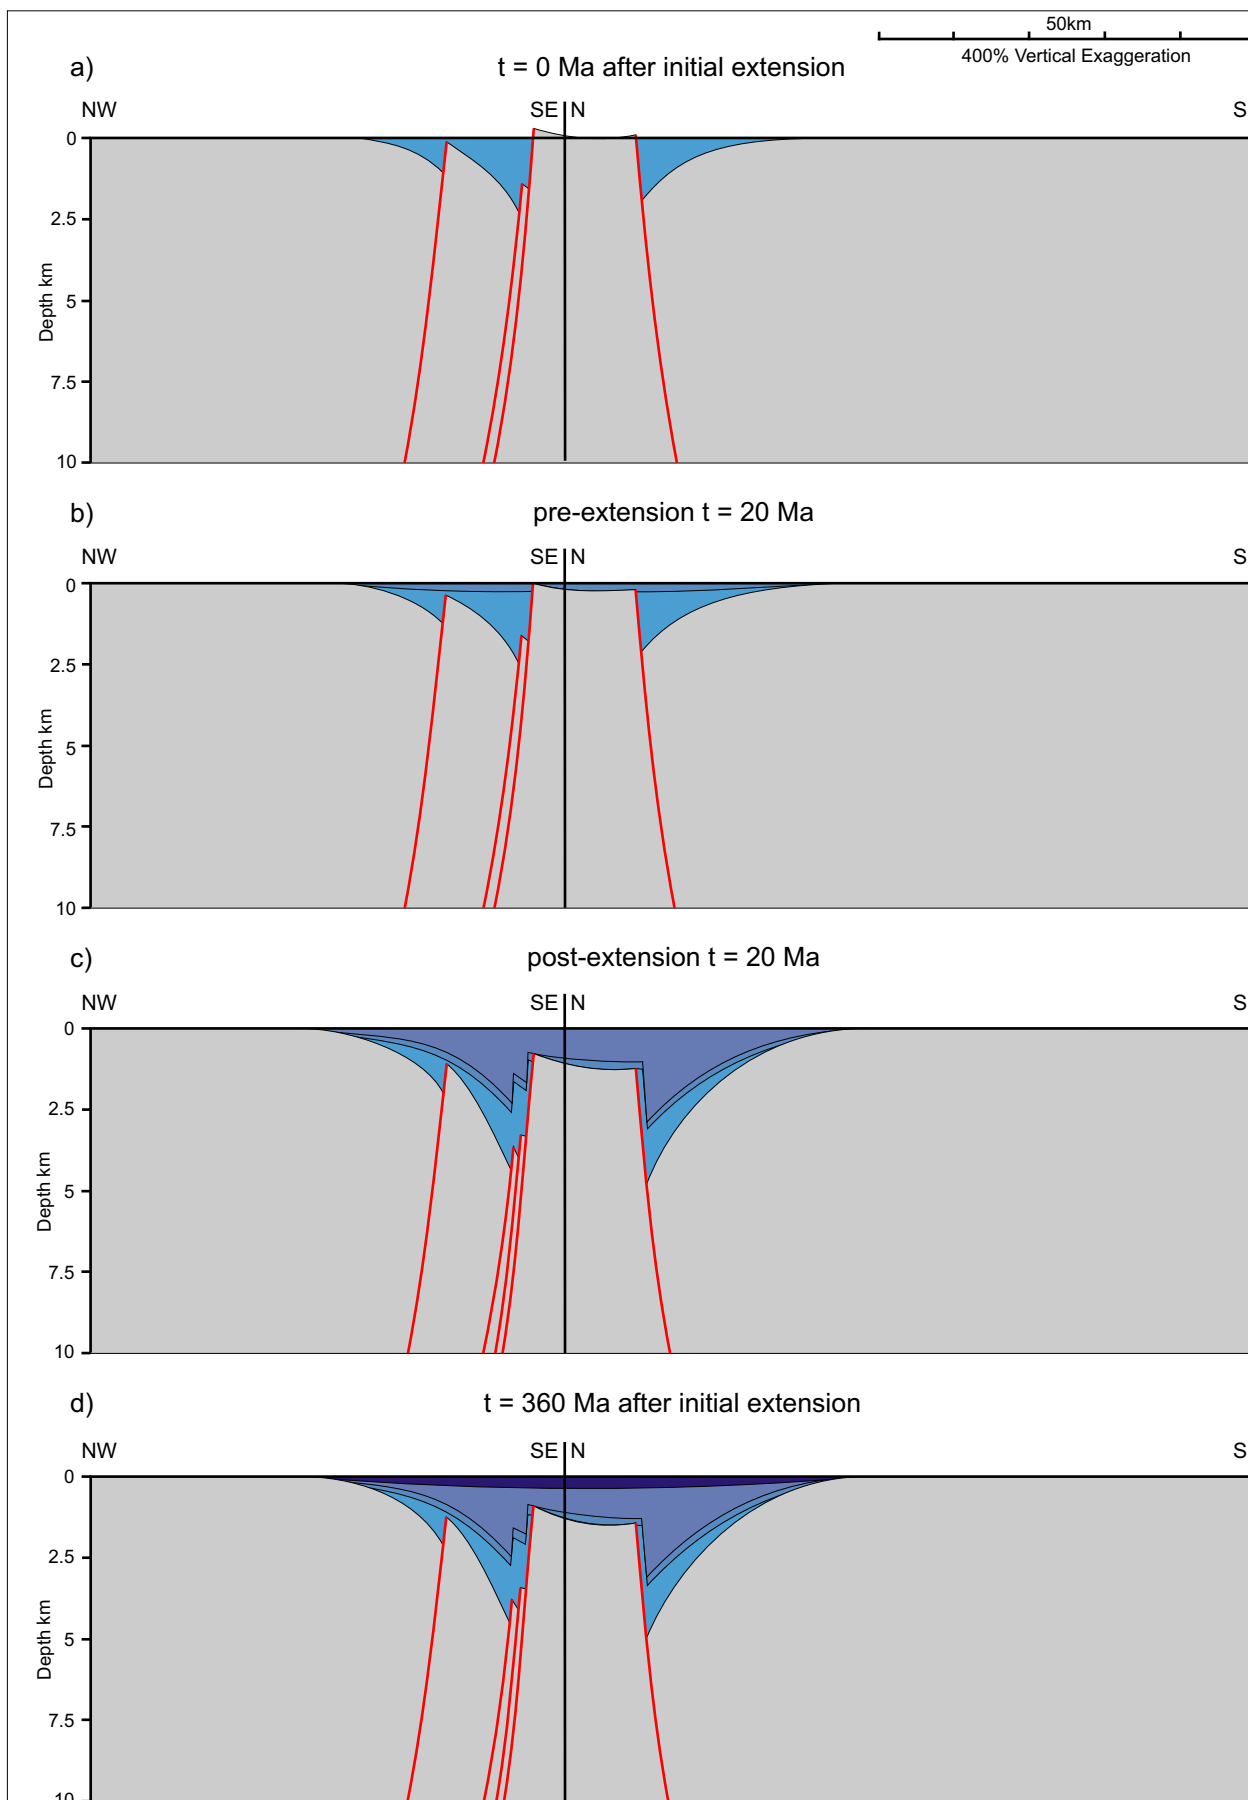 50km
400% Vertical Exaggeration
a)
t = 0 Ma after initial extension
NW
SE N
S
0
2.5
5
7.5
10
Depth km
b)
pre-extension t = 20 Ma
NW
SE N
S
0
2.5
5
7.5
10
Depth km
c)
post-extension t = 20 Ma
NW
SE N
S
0
2.5
5
7.5
10
Depth km
d)
t = 360 Ma after initial extension
NW
SE N
S
0
2.5
5
7.5
10
Depth km